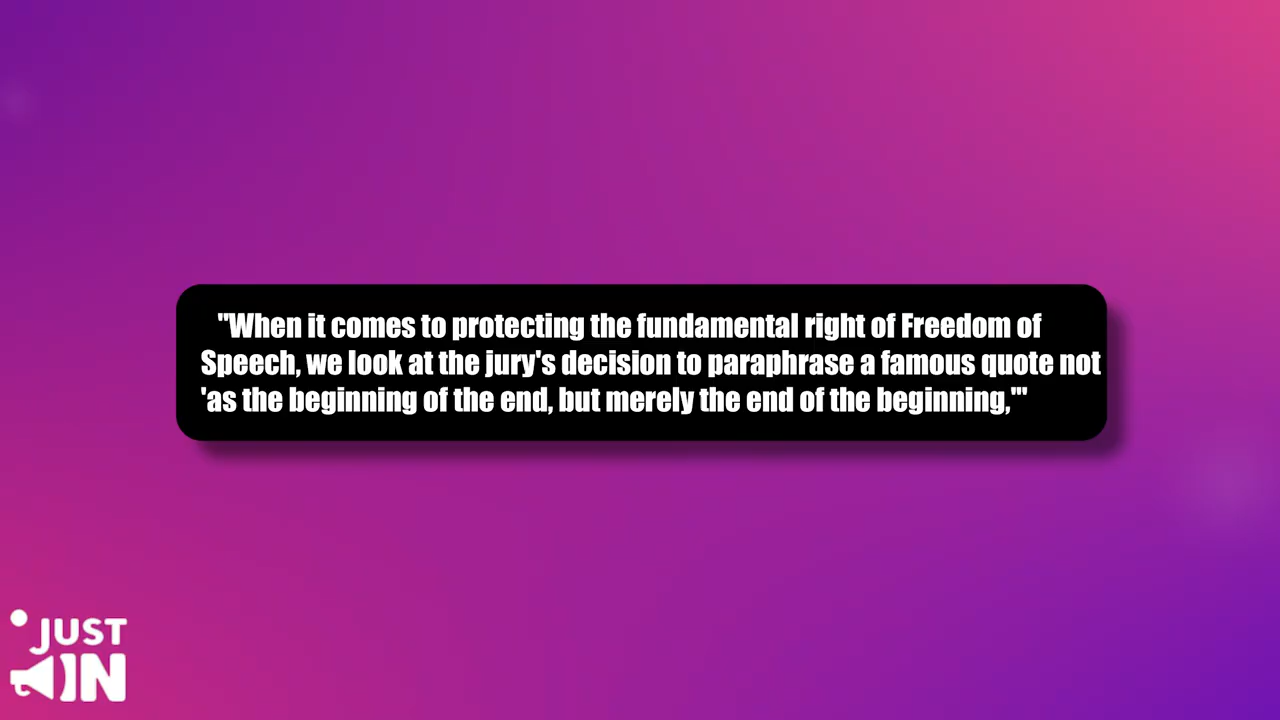 "When it comes to protecting the fundamental right of Freedom of
Speech, we look at the jury's decision to paraphrase a famous quote not
'as the beginning of the end, but merely the end of the beginning,'"
JUST
IN